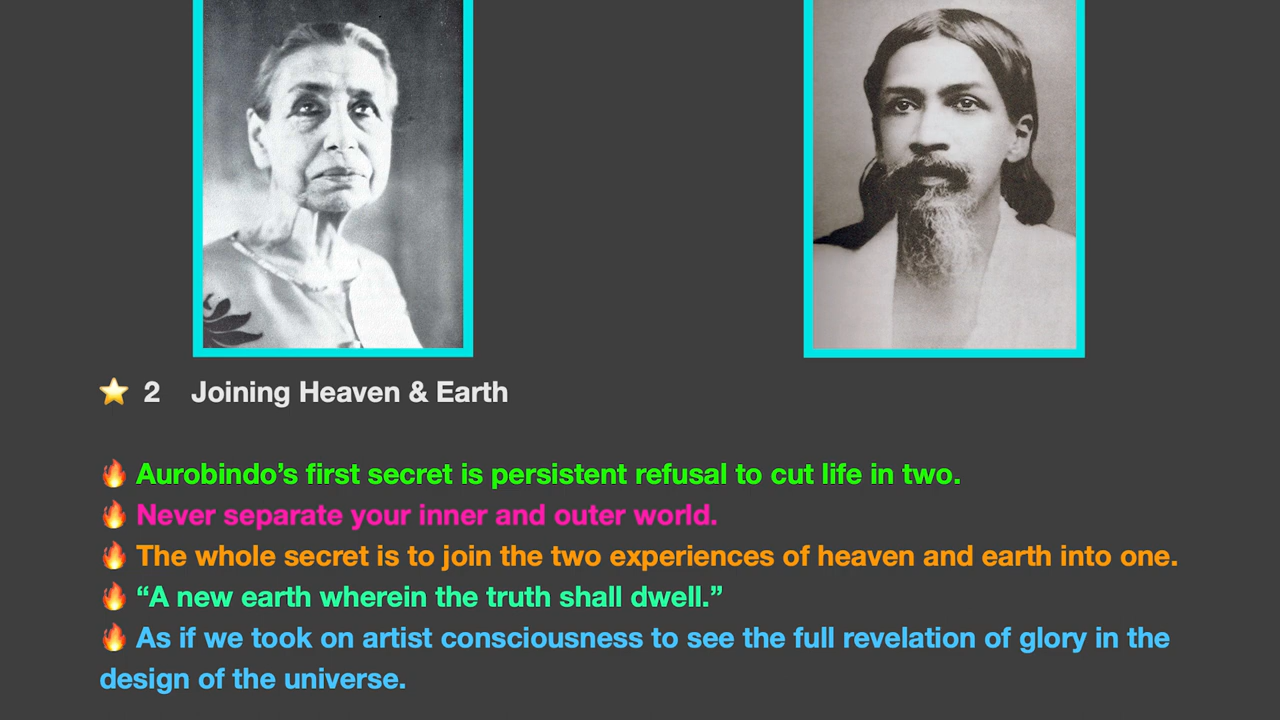 ⭐ 2 Joining Heaven & Earth
🔥 Aurobindo’s first secret is persistent refusal to cut life in two.
🔥 Never separate your inner and outer world.
🔥 The whole secret is to join the two experiences of heaven and earth into one.
🔥 “A new earth wherein the truth shall dwell.”
🔥 As if we took on artist consciousness to see the full revelation of glory in the
design of the universe.